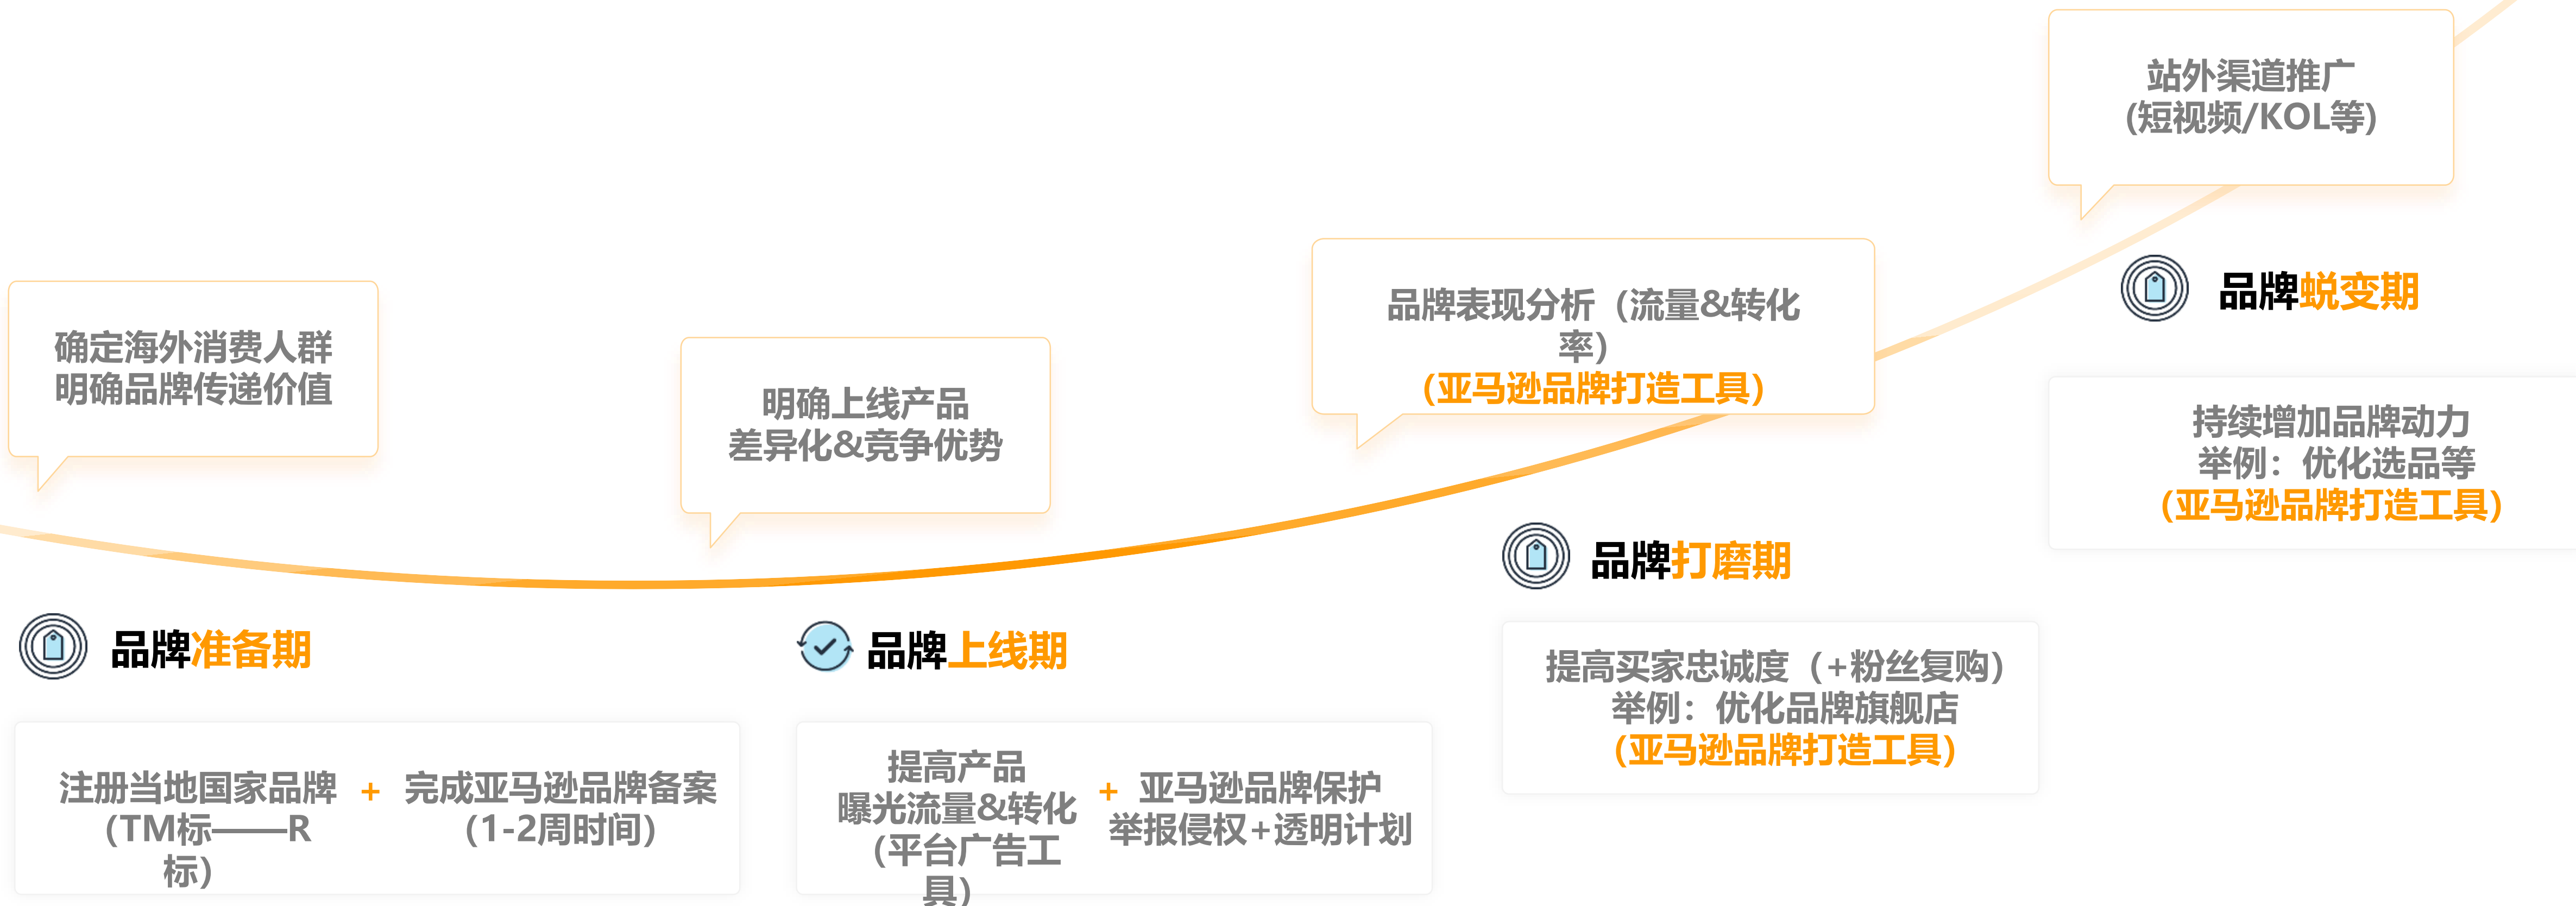 确定海外消费人群
明确品牌传递价值
品牌准备期
注册当地国家品牌
(TM标——R
标)
+
完成亚马逊品牌备案
(1-2周时间)
明确上线产品
差异化&竞争优势
品牌上线期
提高产品
曝光流量&转化
(平台广告工
具)
+
亚马逊品牌保护
举报侵权+透明计划
品牌表现分析（流量&转化
率）
(亚马逊品牌打造工具)
品牌打磨期
提高买家忠诚度（+粉丝复购）
举例：优化品牌旗舰店
(亚马逊品牌打造工具)
站外渠道推广
(短视频/KOL等)
品牌蜕变期
持续增加品牌动力
举例：优化选品等
(亚马逊品牌打造工具)